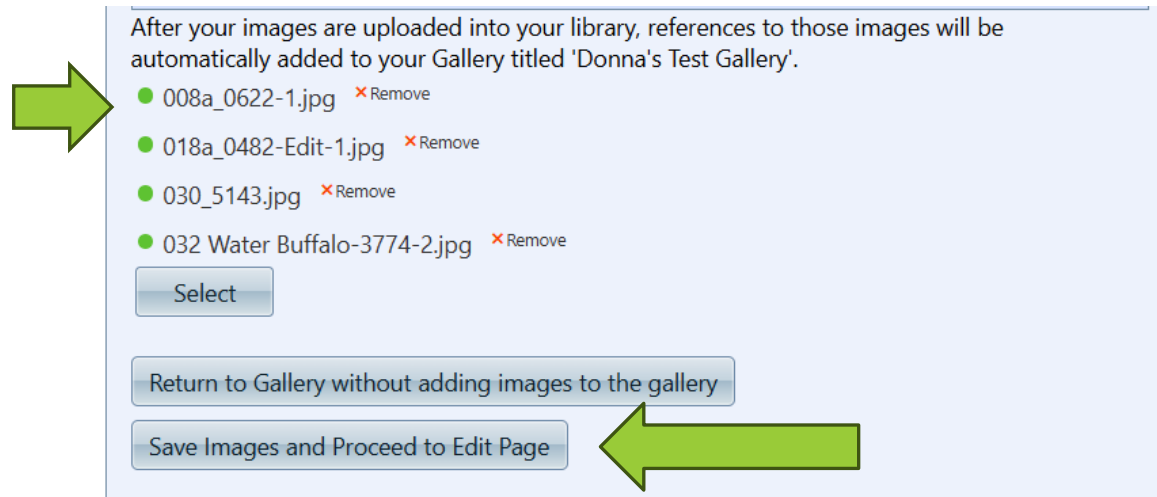 After your images are uploaded into your library, references to those images will be
automatically added to your Gallery titled 'Donna's Test Gallery'.
008a_0622-1.jpg ×Remove
018a_0482-Edit-1.jpg ×Remove
030_5143.jpg ×Remove
032 Water Buffalo-3774-2.jpg ×Remove
Select
Return to Gallery without adding images to the gallery
Save Images and Proceed to Edit Page